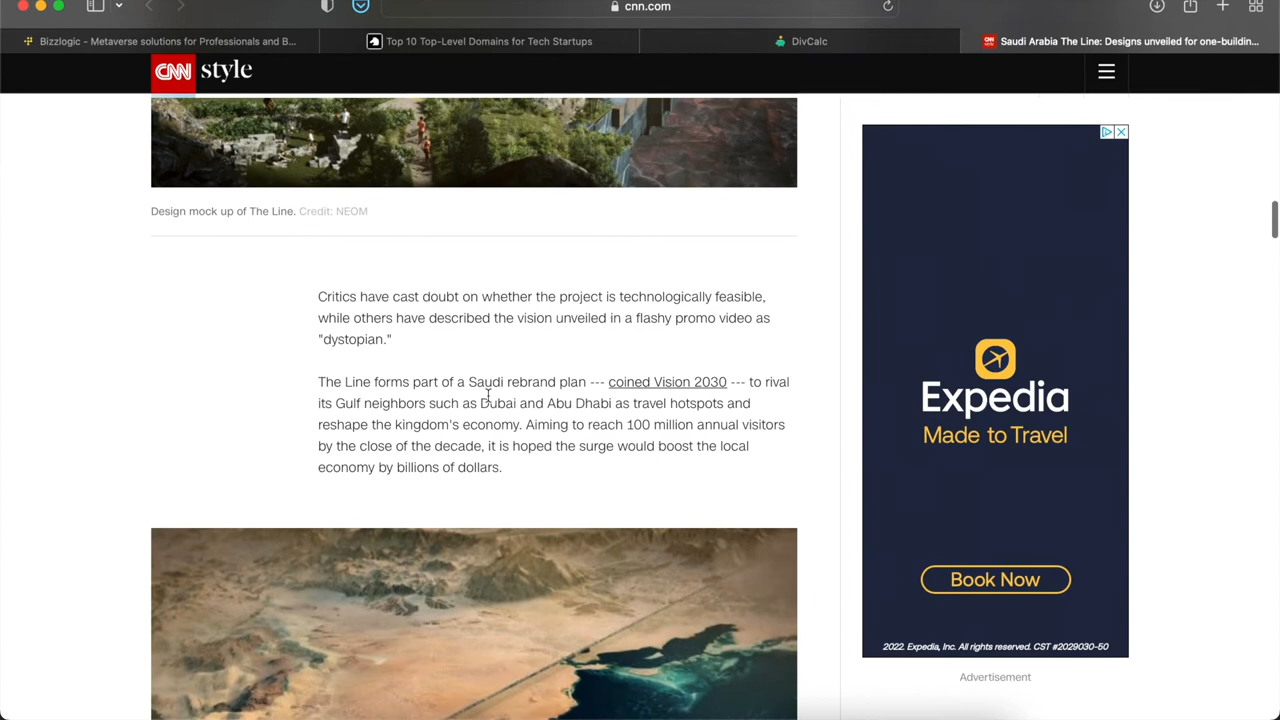 cnn.com
Bizzlogic - Metaverse solutions for Professionals and B...
Top 10 Top-Level Domains for Tech Startups
DivCalc
Saudi Arabia The Line: Designs unveiled for one-buildin...
CNN style
Design mock up of The Line. Credit: NEOM
Critics have cast doubt on whether the project is technologically feasible,
while others have described the vision unveiled in a flashy promo video as
"dystopian."
The Line forms part of a Saudi rebrand plan --- coined Vision 2030 --- to rival
its Gulf neighbors such as Dubai and Abu Dhabi as travel hotspots and
reshape the kingdom's economy. Aiming to reach 100 million annual visitors
by the close of the decade, it is hoped the surge would boost the local
economy by billions of dollars.
Expedia
Made to Travel
Book Now
2022. Expedia, Inc. All rights reserved. CST #2029030-50
Advertisement